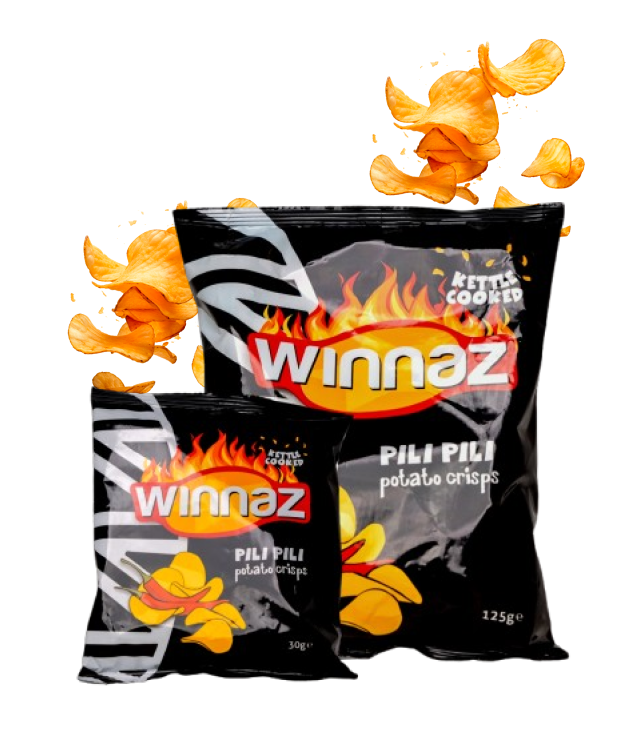 KETTLE
COOKED
WINNAZ
PILI PILI
potato crisps
125g℮
KETTLE
COOKED
WINNAZ
PILI PILI
potato crisps
30g℮